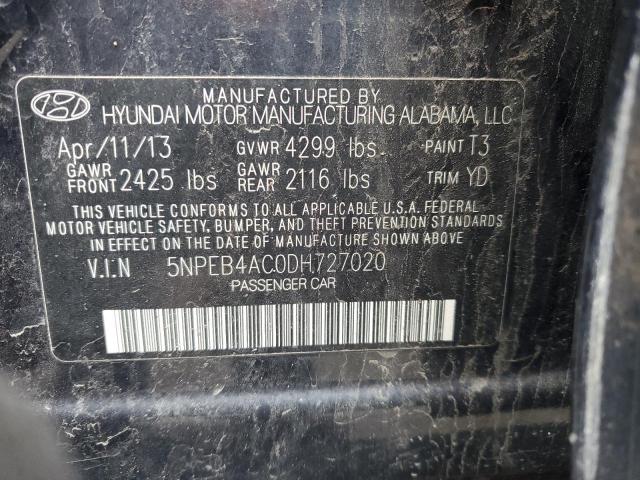 MANUFACTURED BY
HYUNDAI MOTOR MANUFACTURING ALABAMA, LLC
Apr/11/13 GVWR 4299 lbs PAINT T3
GAWR FRONT 2425 lbs GAWR REAR 2116 lbs TRIM YD
THIS VEHICLE CONFORMS TO ALL APPLICABLE U.S.A. FEDERAL
MOTOR VEHICLE SAFETY, BUMPER, AND THEFT PREVENTION STANDARDS
IN EFFECT ON THE DATE OF MANUFACTURE SHOWN ABOVE.
V.I.N 5NPEB4AC0DH727020
PASSENGER CAR